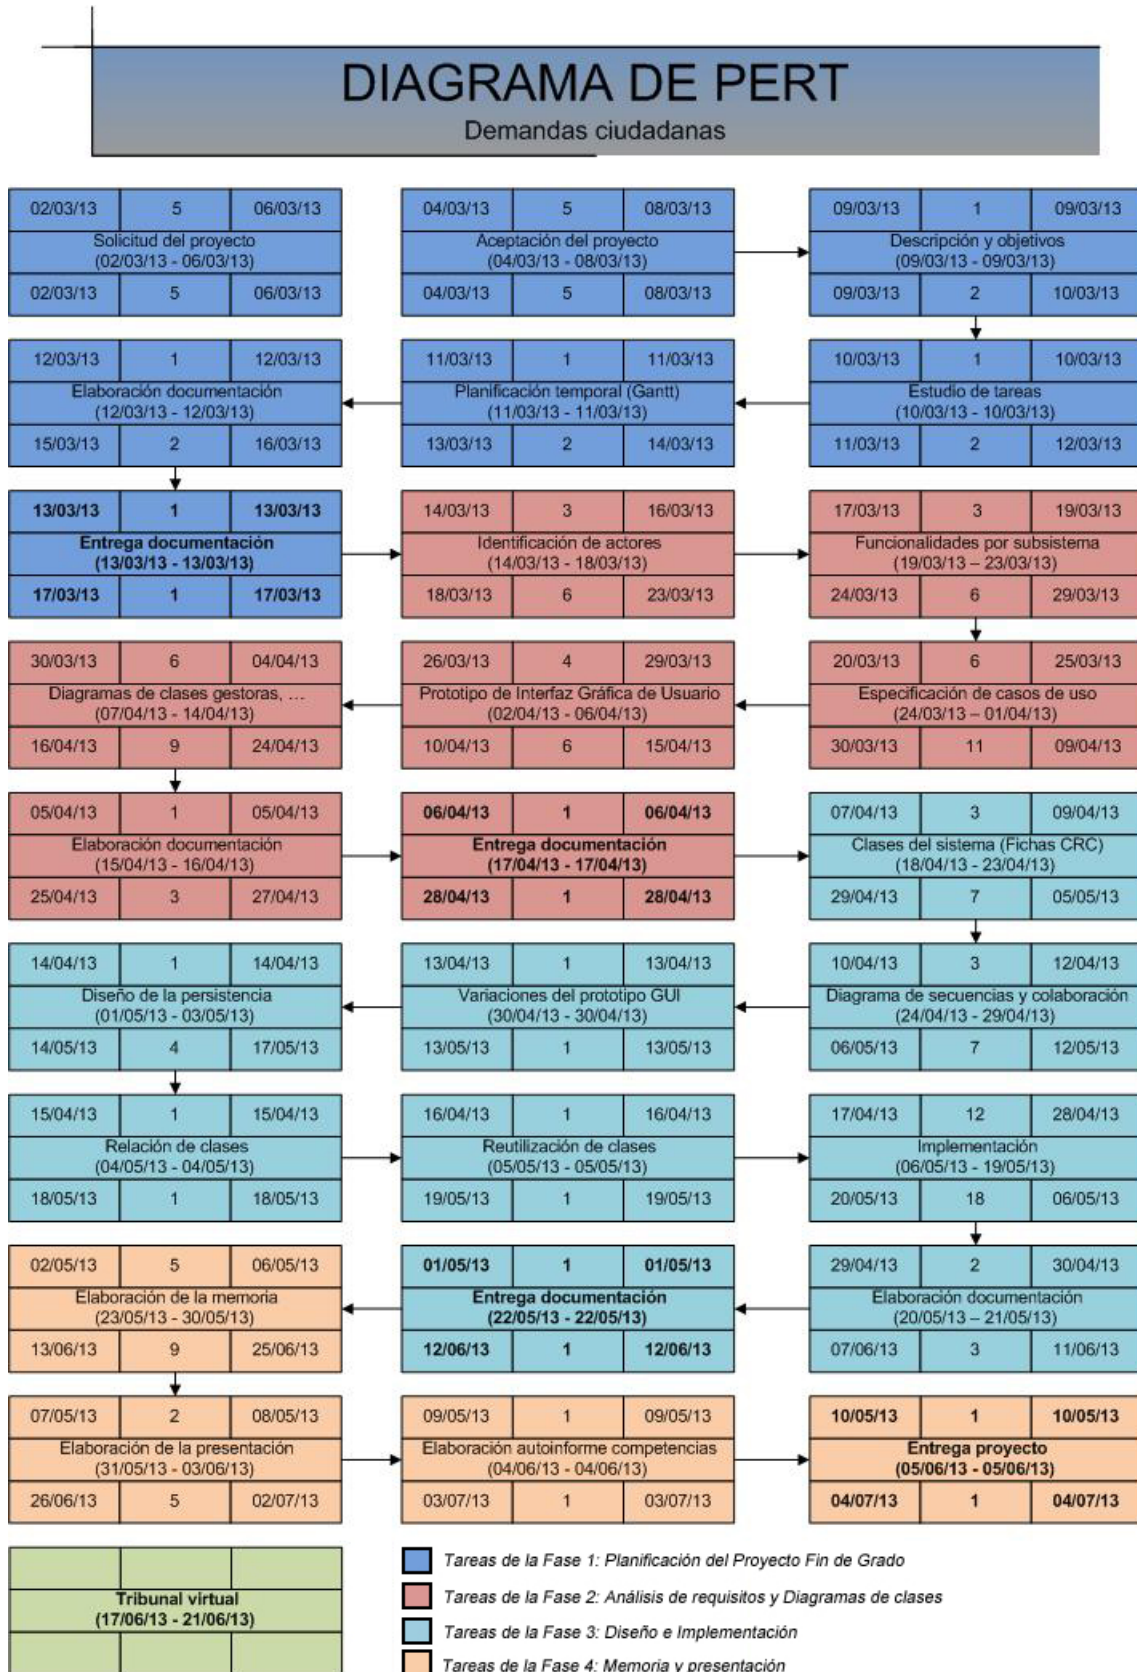 DIAGRAMA DE PERT
Demandas ciudadanas
02/03/13 5 06/03/13
Solicitud del proyecto
(02/03/13 - 06/03/13)
02/03/13 5 06/03/13
04/03/13 5 08/03/13
Aceptación del proyecto
(04/03/13 - 08/03/13)
04/03/13 5 08/03/13
09/03/13 1 09/03/13
Descripción y objetivos
(09/03/13 - 09/03/13)
09/03/13 2 10/03/13
12/03/13 1 12/03/13
Elaboración documentación
(12/03/13 - 12/03/13)
15/03/13 2 16/03/13
11/03/13 1 11/03/13
Planificación temporal (Gantt)
(11/03/13 - 11/03/13)
13/03/13 2 14/03/13
10/03/13 1 10/03/13
Estudio de tareas
(10/03/13 - 10/03/13)
11/03/13 2 12/03/13
13/03/13 1 13/03/13
Entrega documentación
(13/03/13 - 13/03/13)
17/03/13 1 17/03/13
14/03/13 3 16/03/13
Identificación de actores
(14/03/13 - 18/03/13)
18/03/13 6 23/03/13
17/03/13 3 19/03/13
Funcionalidades por subsistema
(19/03/13 – 23/03/13)
24/03/13 6 29/03/13
30/03/13 6 04/04/13
Diagramas de clases gestoras, ...
(07/04/13 - 14/04/13)
16/04/13 9 24/04/13
26/03/13 4 29/03/13
Prototipo de Interfaz Gráfica de Usuario
(02/04/13 - 06/04/13)
10/04/13 6 15/04/13
20/03/13 6 25/03/13
Especificación de casos de uso
(24/03/13 – 01/04/13)
30/03/13 11 09/04/13
05/04/13 1 05/04/13
Elaboración documentación
(15/04/13 - 16/04/13)
25/04/13 3 27/04/13
06/04/13 1 06/04/13
Entrega documentación
(17/04/13 - 17/04/13)
28/04/13 1 28/04/13
07/04/13 3 09/04/13
Clases del sistema (Fichas CRC)
(18/04/13 - 23/04/13)
29/04/13 7 05/05/13
14/04/13 1 14/04/13
Diseño de la persistencia
(01/05/13 - 03/05/13)
14/05/13 4 17/05/13
13/04/13 1 13/04/13
Variaciones del prototipo GUI
(30/04/13 - 30/04/13)
13/05/13 1 13/05/13
10/04/13 3 12/04/13
Diagrama de secuencias y colaboración
(24/04/13 - 29/04/13)
06/05/13 7 12/05/13
15/04/13 1 15/04/13
Relación de clases
(04/05/13 - 04/05/13)
18/05/13 1 18/05/13
16/04/13 1 16/04/13
Reutilización de clases
(05/05/13 - 05/05/13)
19/05/13 1 19/05/13
17/04/13 12 28/04/13
Implementación
(06/05/13 - 19/05/13)
20/05/13 18 06/05/13
02/05/13 5 06/05/13
Elaboración de la memoria
(23/05/13 - 30/05/13)
13/06/13 9 25/06/13
01/05/13 1 01/05/13
Entrega documentación
(22/05/13 - 22/05/13)
12/06/13 1 12/06/13
29/04/13 2 30/04/13
Elaboración documentación
(20/05/13 – 21/05/13)
07/06/13 3 11/06/13
07/05/13 2 08/05/13
Elaboración de la presentación
(31/05/13 - 03/06/13)
26/06/13 5 02/07/13
09/05/13 1 09/05/13
Elaboración autoinforme competencias
(04/06/13 - 04/06/13)
03/07/13 1 03/07/13
10/05/13 1 10/05/13
Entrega proyecto
(05/06/13 - 05/06/13)
04/07/13 1 04/07/13
Tribunal virtual
(17/06/13 - 21/06/13)
Tareas de la Fase 1: Planificación del Proyecto Fin de Grado
Tareas de la Fase 2: Análisis de requisitos y Diagramas de clases
Tareas de la Fase 3: Diseño e Implementación
Tareas de la Fase 4: Memoria y presentación